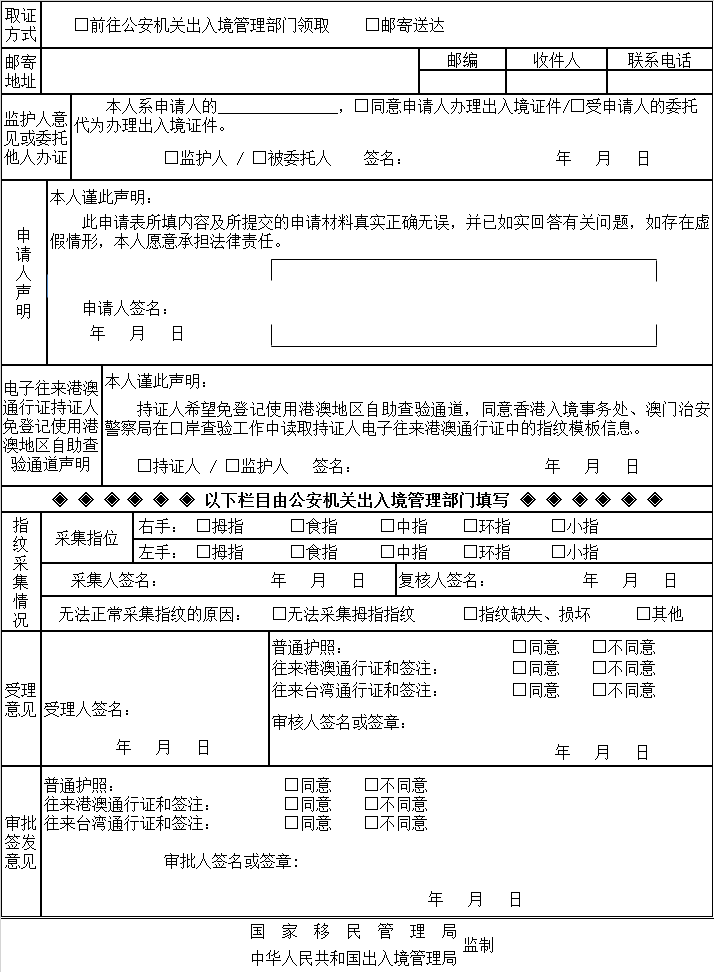 取证
方式
□前往公安机关出入境管理部门领取 □邮寄送达
邮寄
地址
邮编 收件人 联系电话
监护人意
见或委托
他人办证
本人系申请人的_______________，□同意申请人办理出入境证件/□受申请人的委托
代为办理出入境证件。
□监护人 / □被委托人 签名： 年 月 日
申
请
人
声
明
本人谨此声明：
此申请表所填内容及所提交的申请材料真实正确无误，并已如实回答有关问题，如存在虚
假情形，本人愿意承担法律责任。
申请人签名：
年 月 日
电子往来港澳
通行证持证人
免登记使用港
澳地区自助查
验通道声明
本人谨此声明：
持证人希望免登记使用港澳地区自助查验通道，同意香港入境事务处、澳门治安
警察局在口岸查验工作中读取持证人电子往来港澳通行证中的指纹模板信息。
□持证人 / □监护人 签名： 年 月 日
◈ ◈ ◈ ◈ ◈ ◈ 以下栏目由公安机关出入境管理部门填写 ◈ ◈ ◈ ◈ ◈ ◈
指
纹
采
集
情
况
采集指位
右手： □拇指 □食指 □中指 □环指 □小指
左手： □拇指 □食指 □中指 □环指 □小指
采集人签名： 年 月 日 复核人签名： 年 月 日
无法正常采集指纹的原因： □无法采集拇指指纹 □指纹缺失、损坏 □其他
受理
意见
受理人签名：
年 月 日
普通护照： □同意 □不同意
往来港澳通行证和签注： □同意 □不同意
往来台湾通行证和签注： □同意 □不同意
审核人签名或签章：
年 月 日
审批
签发
意见
普通护照： □同意 □不同意
往来港澳通行证和签注： □同意 □不同意
往来台湾通行证和签注： □同意 □不同意
审批人签名或签章：
年 月 日
国家移民管理局
中华人民共和国出入境管理局
监制